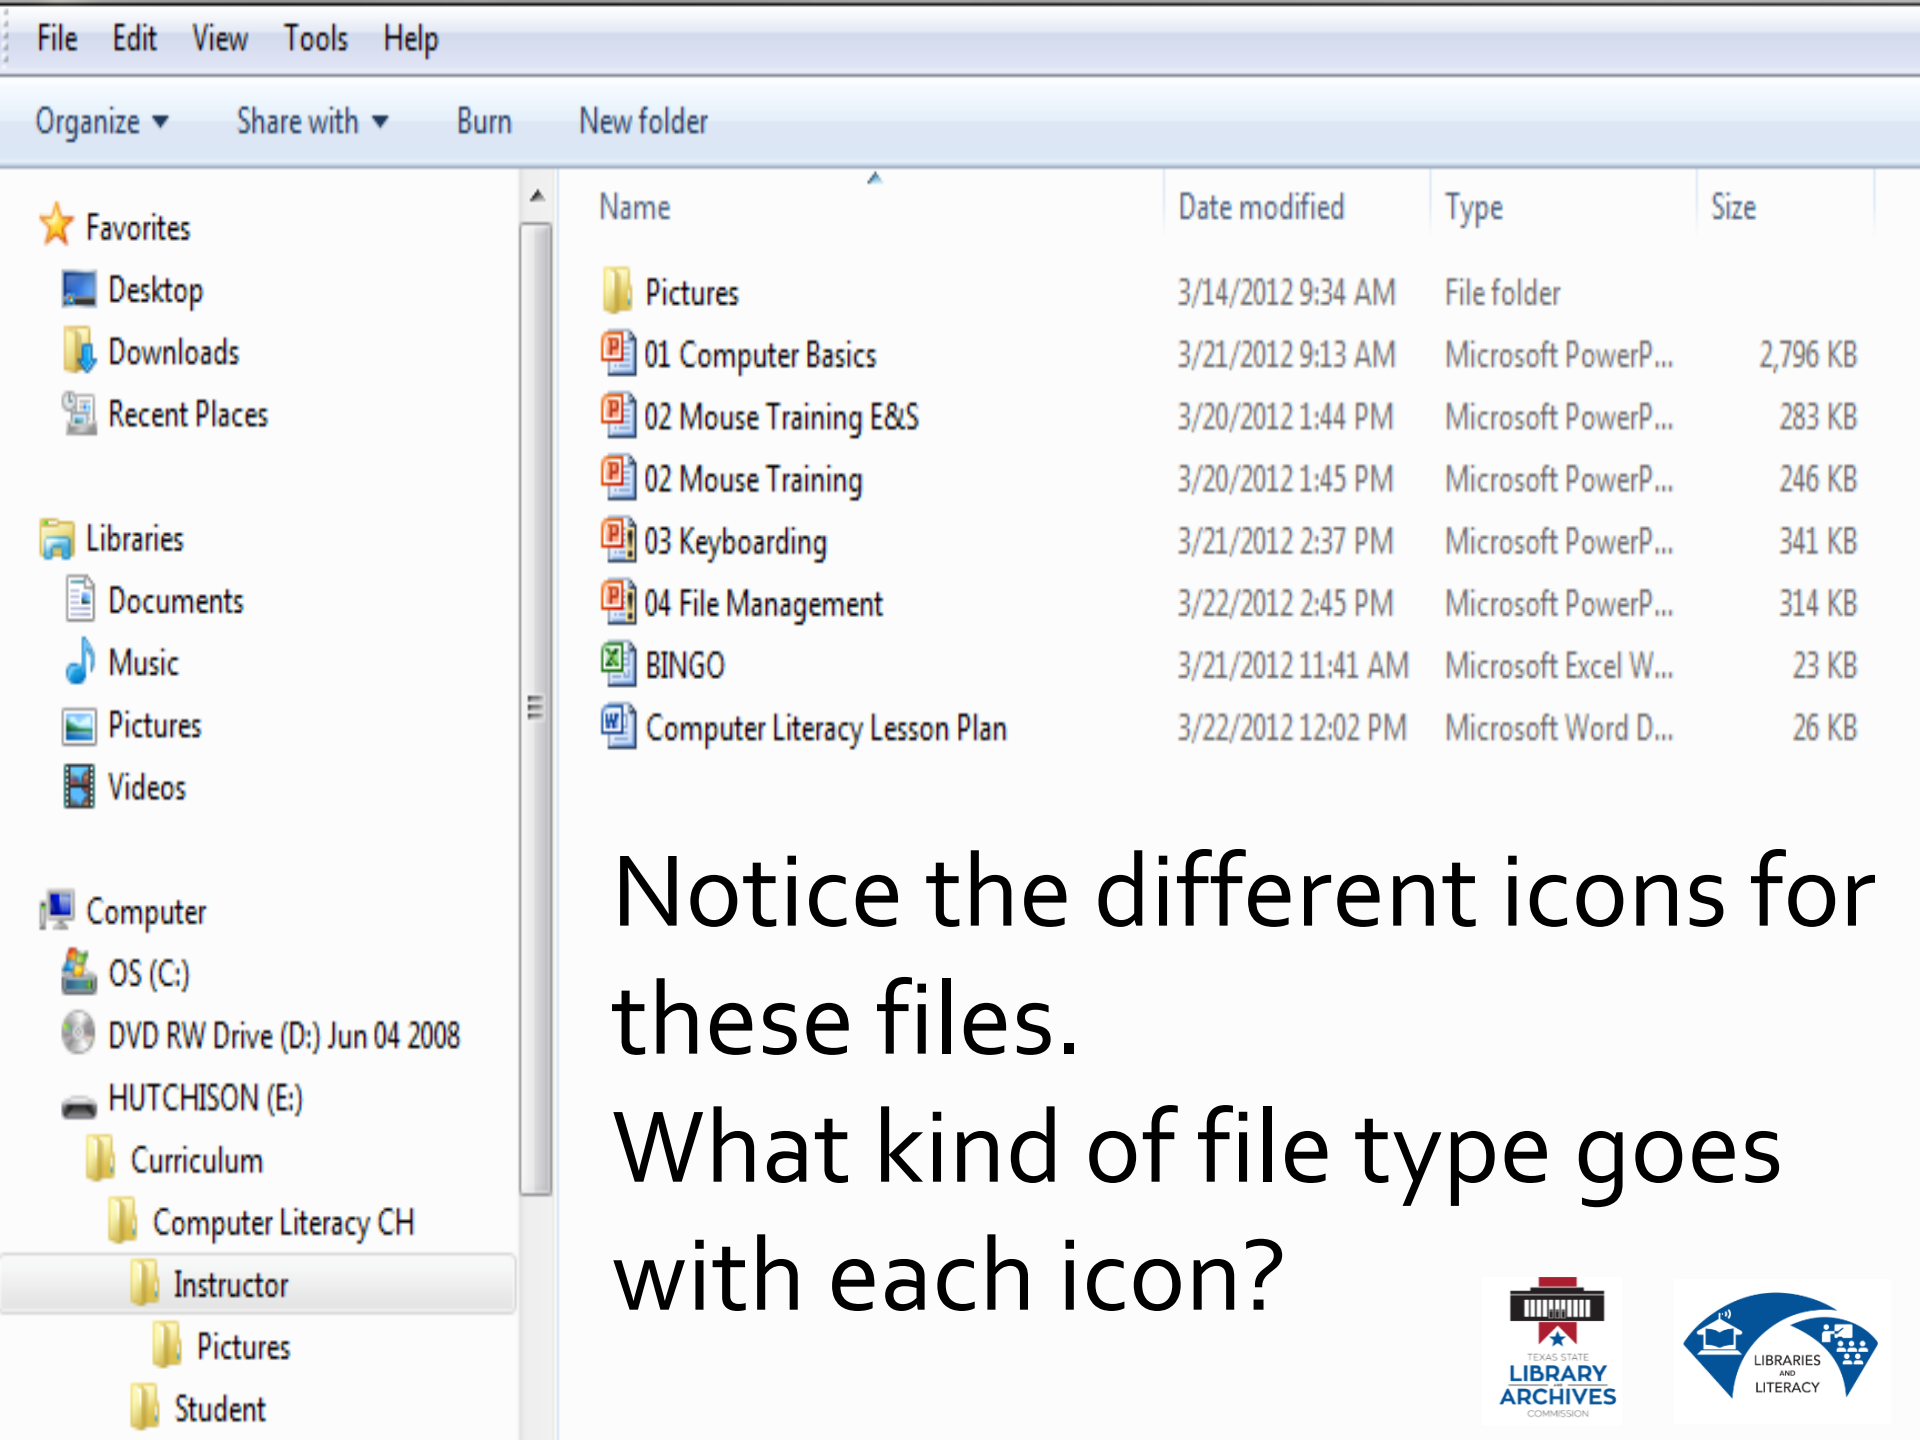 File Edit View Tools Help
Organize Share with Burn New folder
Favorites
Desktop
Downloads
Recent Places
Libraries
Documents
Music
Pictures
Videos
Computer
OS (C:)
DVD RW Drive (D:) Jun 04 2008
HUTCHISON (E:)
Curriculum
Computer Literacy CH
Instructor
Pictures
Student
Name Date modified Type Size
Pictures 3/14/2012 9:34 AM File folder
01 Computer Basics 3/21/2012 9:13 AM Microsoft PowerP... 2,796 KB
02 Mouse Training E&S 3/20/2012 1:44 PM Microsoft PowerP... 283 KB
02 Mouse Training 3/20/2012 1:45 PM Microsoft PowerP... 246 KB
03 Keyboarding 3/21/2012 2:37 PM Microsoft PowerP... 341 KB
04 File Management 3/22/2012 2:45 PM Microsoft PowerP... 314 KB
BINGO 3/21/2012 11:41 AM Microsoft Excel W... 23 KB
Computer Literacy Lesson Plan 3/22/2012 12:02 PM Microsoft Word D... 26 KB
Notice the different icons for
these files.
What kind of file type goes
with each icon?
TEXAS STATE
LIBRARY
ARCHIVES
COMMISSION
LIBRARIES
AND
LITERACY